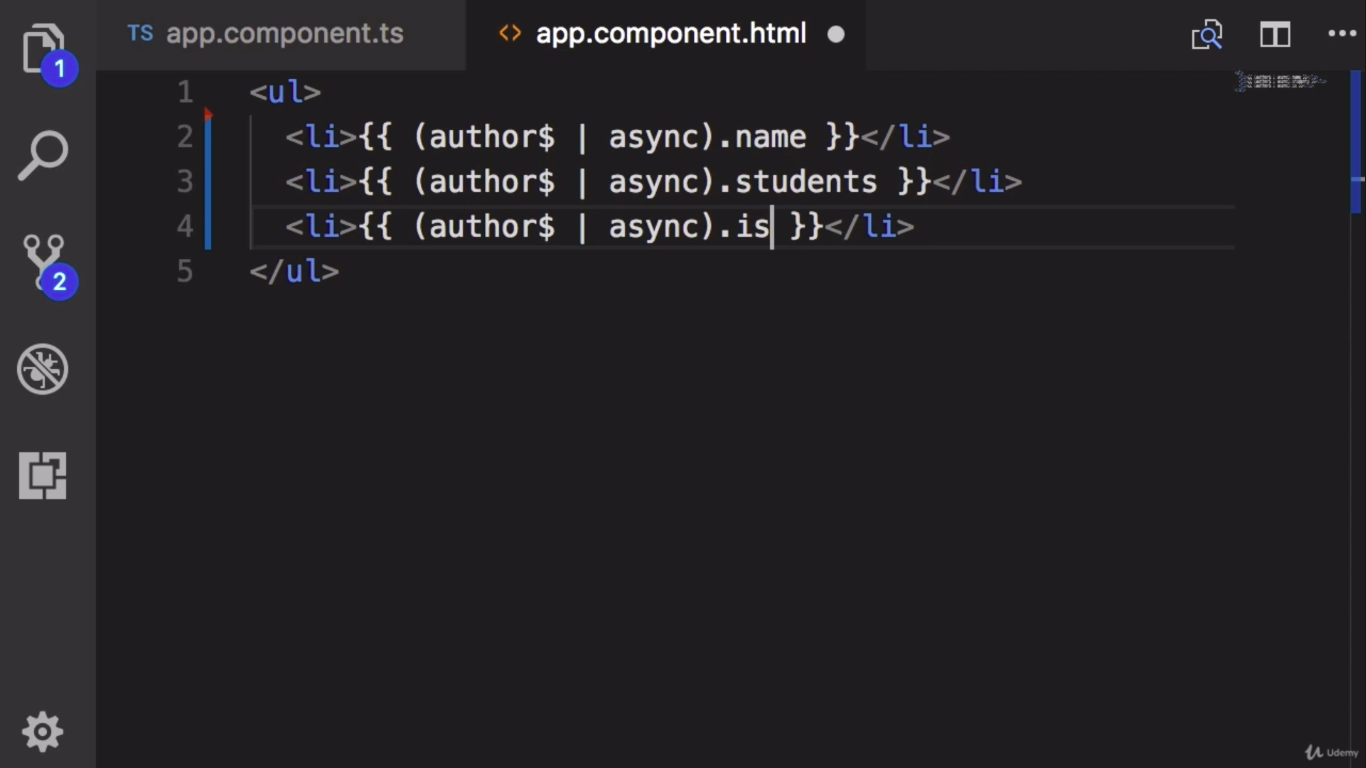 TS app.component.ts <> app.component.html
1
1 <ul>
2 <li>{{ (author$ | async).name }}</li>
3 <li>{{ (author$ | async).students }}</li>
4 <li>{{ (author$ | async).is }}</li>
2
5 </ul>
Udemy